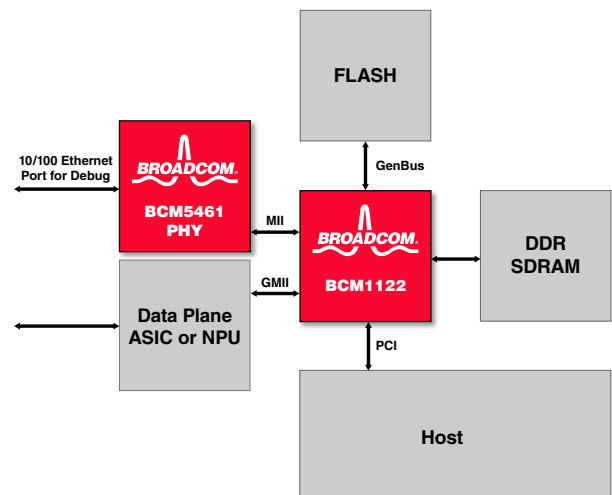 FLASH
GenBus
10/100 Ethernet
Port for Debug
BROADCOM®
BCM5461
PHY
MII
BROADCOM®
BCM1122
DDR
SDRAM
GMII
Data Plane
ASIC or NPU
PCI
Host